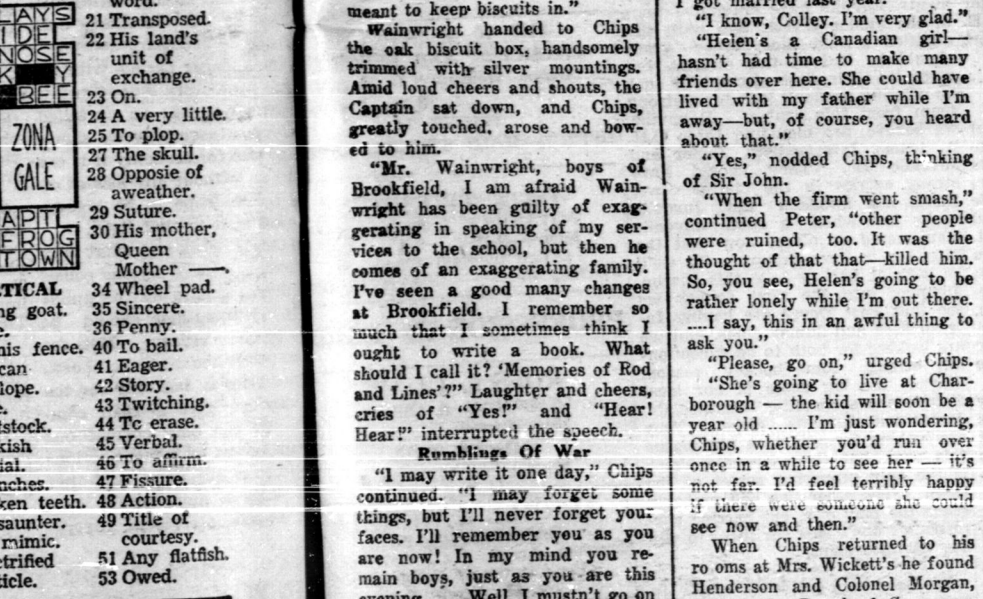 LAYS
IDE
NOSE
K Y
BEE
ZONA
GALE
APTL
FROG
TOWN
TICAL
ng goat.
e.
his fence.
can
lope.
e.
tstock.
kish
ial.
nches.
ken teeth.
saunter.
mimic.
ctrified
ticle.
word.
21 Transposed.
22 His land's
unit of
exchange.
23 On.
24 A very little.
25 To plop.
27 The skull.
28 Opposie of
aweather.
29 Suture.
30 His mother,
Queen
Mother —.
34 Wheel pad.
35 Sincere.
36 Penny.
40 To bail.
41 Eager.
42 Story.
43 Twitching.
44 To erase.
45 Verbal.
46 To affirm.
47 Fissure.
48 Action.
49 Title of
courtesy.
51 Any flatfish.
53 Owed.
meant to keep biscuits in."
Wainwright handed to Chips
the oak biscuit box, handsomely
trimmed with silver mountings.
Amid loud cheers and shouts, the
Captain sat down, and Chips,
greatly touched, arose and bow-
ed to him.
"Mr. Wainwright, boys of
Brookfield, I am afraid Wain-
wright has been guilty of exag-
gerating in speaking of my ser-
vices to the school, but then he
comes of an exaggerating family.
I've seen a good many changes
at Brookfield. I remember so
much that I sometimes think I
ought to write a book. What
should I call it? 'Memories of Rod
and Lines'?" Laughter and cheers,
cries of "Yes!" and "Hear!
Hear!" interrupted the speech.
Rumblings Of War
"I may write it one day," Chips
continued. "I may forget some
things, but I'll never forget your
faces. I'll remember you as you
are now! In my mind you re-
main boys, just as you are this
evening Well I mustn't go on
I got married last year.
"I know, Colley. I'm very glad."
"Helen's a Canadian girl—
hasn't had time to make many
friends over here. She could have
lived with my father while I'm
away—but, of course, you heard
about that."
"Yes," nodded Chips, thinking
of Sir John.
"When the firm went smash,"
continued Peter, "other people
were ruined, too. It was the
thought of that that—killed him.
So, you see, Helen's going to be
rather lonely while I'm out there.
....I say, this in an awful thing to
ask you."
"Please, go on," urged Chips.
"She's going to live at Char-
borough — the kid will soon be a
year old ...... I'm just wondering,
Chips, whether you'd run over
once in a while to see her — it's
not far. I'd feel terribly happy
if there were someone she could
see now and then."
When Chips returned to his
ro oms at Mrs. Wickett's he found
Henderson and Colonel Morgan,